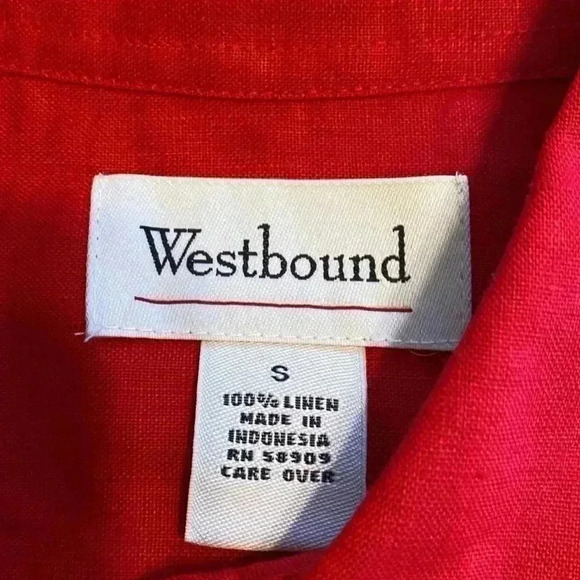 Westbound
S
100% LINEN
MADE IN
INDONESIA
RN 58909
CARE OVER